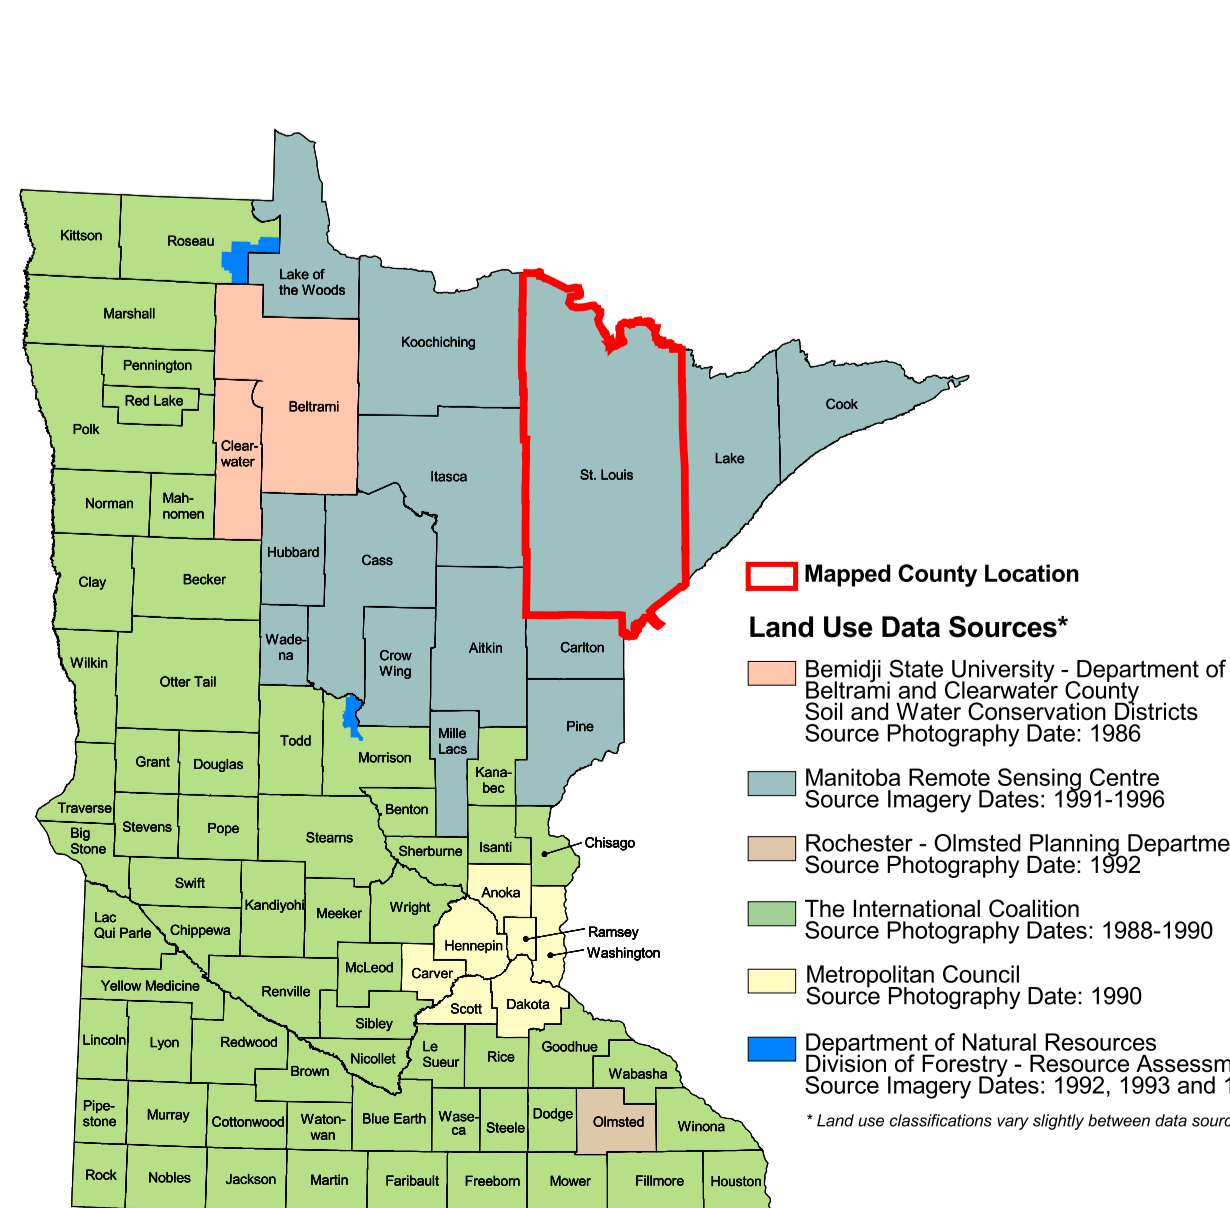 Kittson
Roseau
Lake of
the Woods
Marshall
Koochiching
Pennington
Red Lake
Beltrami
Cook
Polk
Clear-
water
Lake
Itasca
St. Louis
Norman
Mah-
nomen
Hubbard
Cass
Clay
Becker
Mapped County Location
Land Use Data Sources*
Bemidji State University - Department of
Beltrami and Clearwater County
Soil and Water Conservation Districts
Source Photography Date: 1986
Manitoba Remote Sensing Centre
Source Imagery Dates: 1991-1996
Rochester - Olmsted Planning Departme
Source Photography Date: 1992
The International Coalition
Source Photography Dates: 1988-1990
Metropolitan Council
Source Photography Date: 1990
Department of Natural Resources
Division of Forestry - Resource Assessm
Source Imagery Dates: 1992, 1993 and 1
* Land use classifications vary slightly between data sourc
Wade-
na
Crow
Wing
Aitkin
Carlton
Wilkin
Otter Tail
Pine
Todd
Mille
Lacs
Morrison
Grant
Douglas
Kana-
bec
Traverse
Benton
Big
Stone
Stevens
Pope
Stearns
Sherburne
Isanti
Chisago
Swift
Kandiyohi
Meeker
Wright
Anoka
Lac
Qui Parle
Chippewa
Hennepin
Ramsey
Washington
McLeod
Carver
Yellow Medicine
Renville
Scott
Dakota
Sibley
Lincoln
Lyon
Redwood
Nicollet
Le
Sueur
Rice
Goodhue
Brown
Wabasha
Pipe-
stone
Murray
Cottonwood
Waton-
wan
Blue Earth
Wase-
ca
Steele
Dodge
Olmsted
Winona
Rock
Nobles
Jackson
Martin
Faribault
Freeborn
Mower
Fillmore
Houston